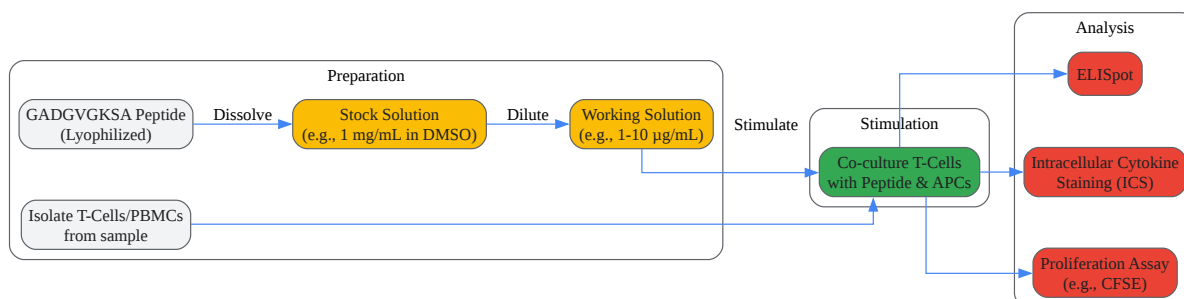 Analysis
ELISpot
Preparation
GADGVGKSA Peptide
(Lyophilized)
Dissolve
Stock Solution
(e.g., 1 mg/mL in DMSO)
Dilute
Working Solution
(e.g., 1-10 µg/mL)
Stimulate
Stimulation
Co-culture T-Cells
with Peptide & APCs
Intracellular Cytokine
Staining (ICS)
Isolate T-Cells/PBMCs
from sample
Proliferation Assay
(e.g., CFSE)